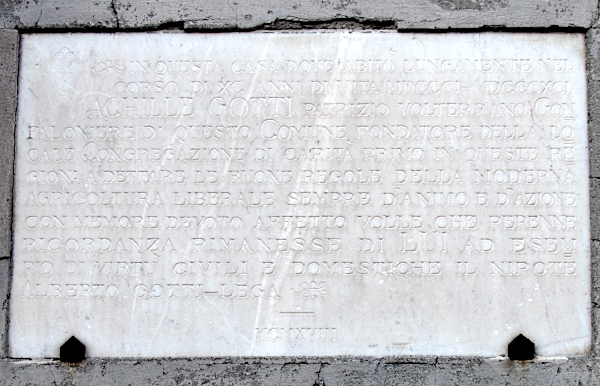 IN QUESTA CASA DOVE ABITÒ LUNGAMENTE NEL
CORSO DI XC ANNI DI VITA MDCCCI - MDCCCXCI
ACHILLE GOTTI PATRIZIO VOLTERRANO GON
FALONIERE DI QUESTO COMUNE FONDATORE DELLA LO
CALE CONGREGAZIONE DI CARITÀ PRIMO IN QUESTE RE
GIONI A DETTARE LE BUONE REGOLE DELLA MODERNA
AGRICOLTURA LIBERALE SEMPRE D'ANIMO E D'AZIONE
CON MEMORE DEVOTO AFFETTO VOLLE CHE PERENNE
RICORDANZA RIMANESSE DI LUI AD ESEM
PIO DI VIRTÙ CIVILI E DOMESTICHE IL NIPOTE
ALBERTO GOTTI-LEGA
MCMXVIII